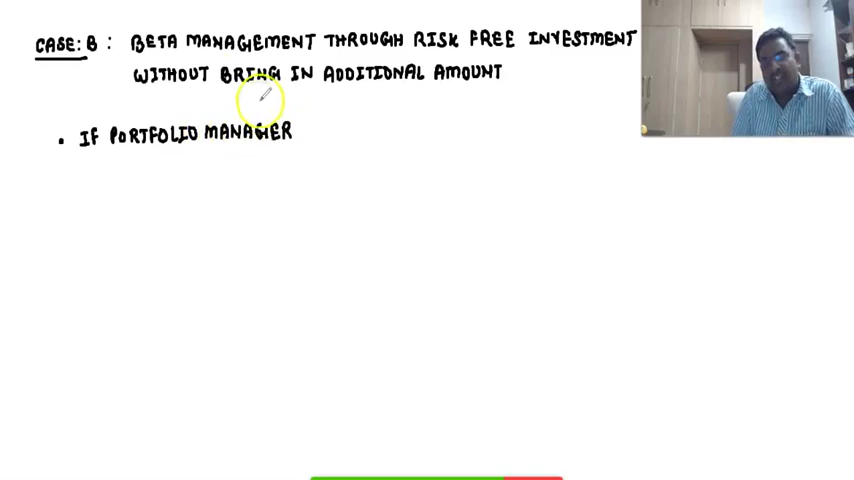 CASE: B : BETA MANAGEMENT THROUGH RISK FREE INVESTMENT
WITHOUT BRING IN ADDITIONAL AMOUNT
. IF PORTFOLIO MANAGER